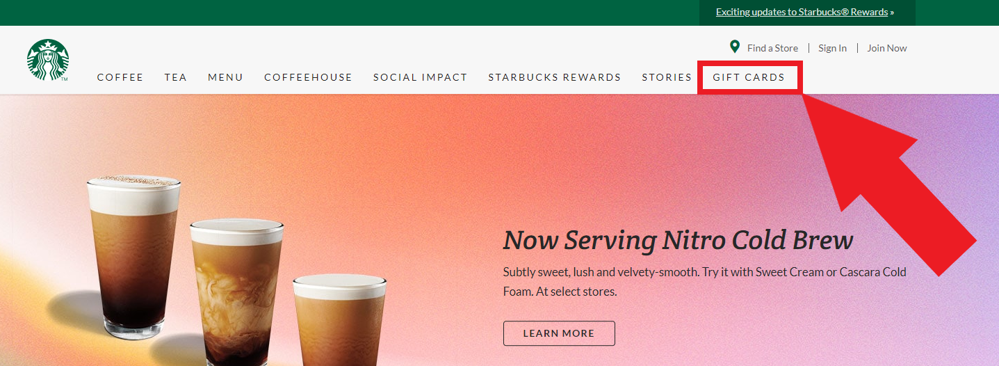 Exciting updates to Starbucks® Rewards »
Find a Store | Sign In | Join Now
COFFEE TEA MENU COFFEEHOUSE SOCIAL IMPACT STARBUCKS REWARDS STORIES GIFT CARDS
TM
Now Serving Nitro Cold Brew
Subtly sweet, lush and velvety-smooth. Try it with Sweet Cream or Cascara Cold
Foam. At select stores.
LEARN MORE